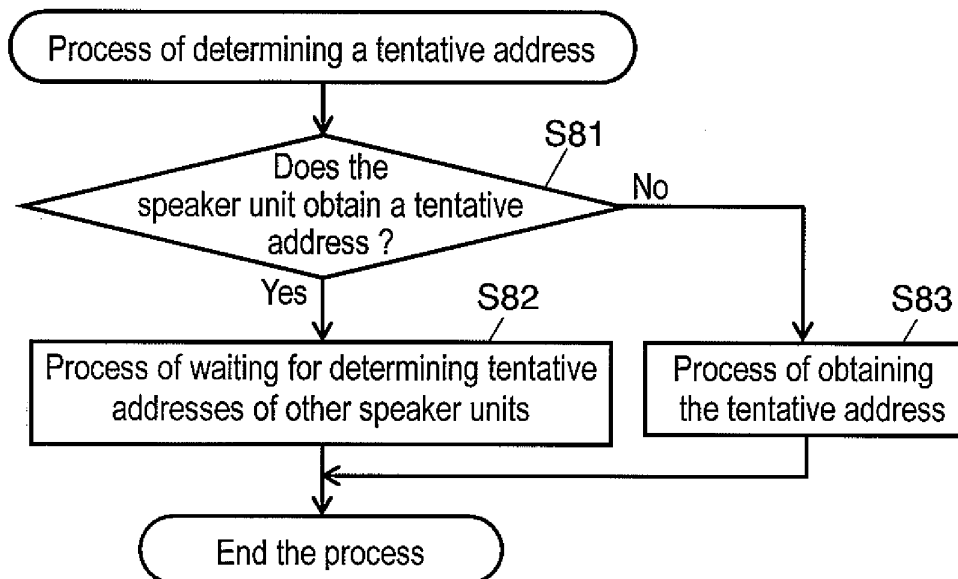 Process of determining a tentative address
S81
Does the
speaker unit obtain a tentative
address ?
No
Yes
S82
Process of waiting for determining tentative
addresses of other speaker units
S83
Process of obtaining
the tentative address
End the process